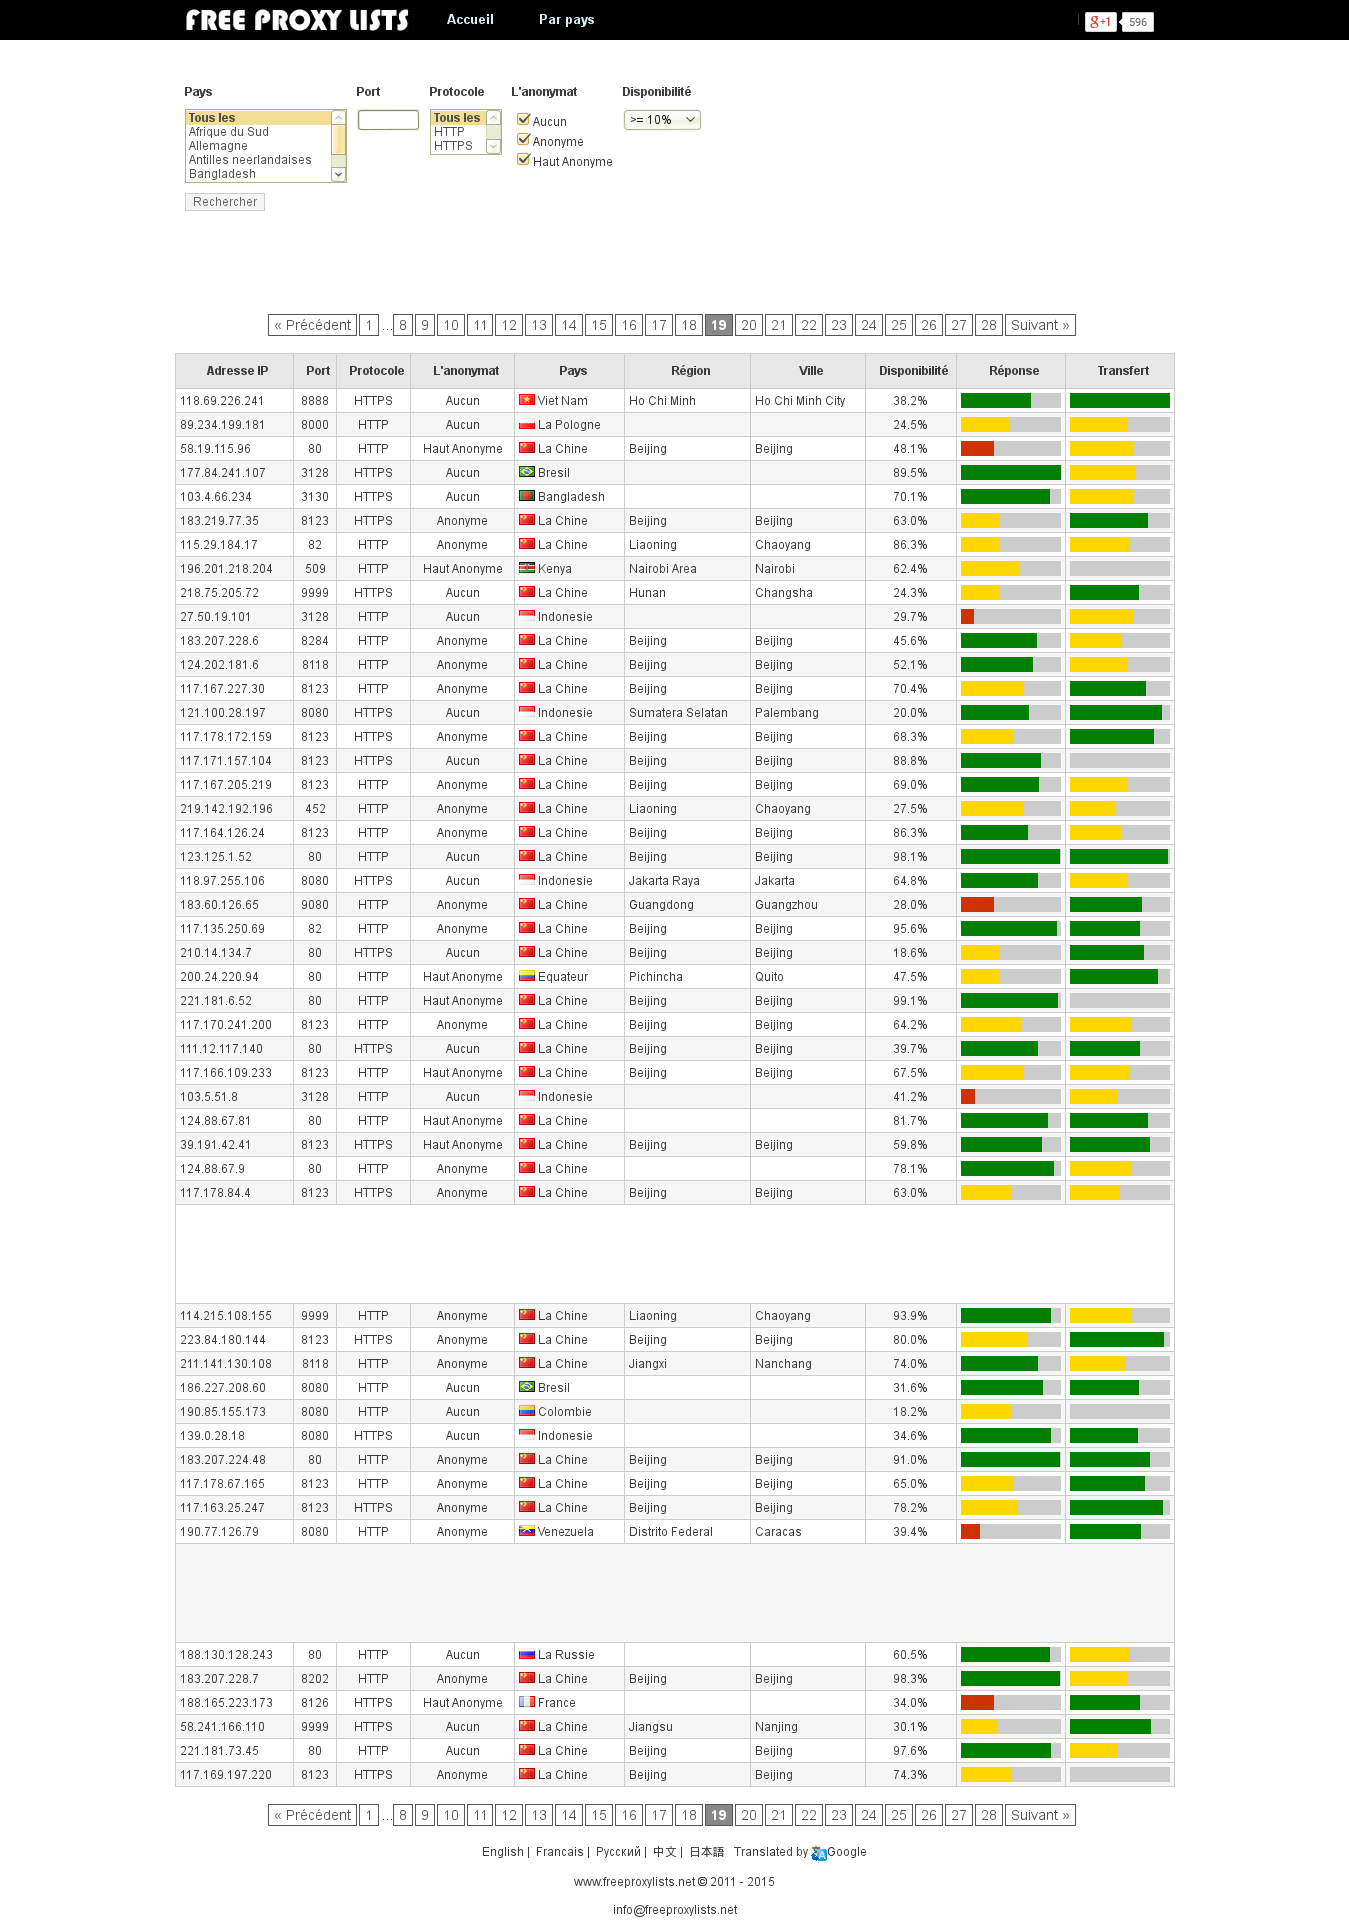 FREE PROXY LISTS Accueil Par pays g+1 596
Pays Port Protocole L'anonymat Disponibilité
Tous les
Afrique du Sud
Allemagne
Antilles neerlandaises
Bangladesh
Tous les
HTTP
HTTPS
Aucun
Anonyme
Haut Anonyme
>= 10%
Rechercher
« Précédent 1 ... 8 9 10 11 12 13 14 15 16 17 18 19 20 21 22 23 24 25 26 27 28 Suivant »
Adresse IP Port Protocole L'anonymat Pays Région Ville Disponibilité Réponse Transfert
118.69.226.241 8888 HTTPS Aucun Viet Nam Ho Chi Minh Ho Chi Minh City 38.2%
89.234.199.181 8000 HTTP Aucun La Pologne 24.5%
58.19.115.96 80 HTTP Haut Anonyme La Chine Beijing Beijing 48.1%
177.84.241.107 3128 HTTPS Aucun Bresil 89.5%
103.4.66.234 3130 HTTPS Aucun Bangladesh 70.1%
183.219.77.35 8123 HTTPS Anonyme La Chine Beijing Beijing 63.0%
115.29.184.17 82 HTTP Anonyme La Chine Liaoning Chaoyang 86.3%
196.201.218.204 509 HTTP Haut Anonyme Kenya Nairobi Area Nairobi 62.4%
218.75.205.72 9999 HTTPS Aucun La Chine Hunan Changsha 24.3%
27.50.19.101 3128 HTTPS Aucun Indonesie 29.7%
183.207.228.6 8284 HTTP Anonyme La Chine Beijing Beijing 45.6%
124.202.181.6 8118 HTTP Anonyme La Chine Beijing Beijing 52.1%
117.167.227.30 8123 HTTP Anonyme La Chine Beijing Beijing 70.4%
121.100.28.197 8080 HTTPS Aucun Indonesie Sumatera Selatan Palembang 20.0%
117.178.172.159 8123 HTTPS Anonyme La Chine Beijing Beijing 68.3%
117.171.157.104 8123 HTTPS Aucun La Chine Beijing Beijing 88.8%
117.167.205.219 8123 HTTP Anonyme La Chine Beijing Beijing 69.0%
219.142.192.196 452 HTTP Anonyme La Chine Liaoning Chaoyang 27.5%
117.164.126.24 8123 HTTP Anonyme La Chine Beijing Beijing 86.3%
123.125.1.52 80 HTTP Aucun La Chine Beijing Beijing 98.1%
118.97.255.106 8080 HTTPS Aucun Indonesie Jakarta Raya Jakarta 64.8%
183.60.126.65 9080 HTTP Anonyme La Chine Guangdong Guangzhou 28.0%
117.135.250.69 82 HTTP Anonyme La Chine Beijing Beijing 95.6%
210.14.134.7 80 HTTPS Aucun La Chine Beijing Beijing 18.6%
200.24.220.94 80 HTTP Haut Anonyme Equateur Pichincha Quito 47.5%
221.181.6.52 80 HTTP Haut Anonyme La Chine Beijing Beijing 99.1%
117.170.241.200 8123 HTTP Anonyme La Chine Beijing Beijing 64.2%
111.12.117.140 80 HTTPS Aucun La Chine Beijing Beijing 39.7%
117.166.109.233 8123 HTTP Haut Anonyme La Chine Beijing Beijing 67.5%
103.5.51.8 3128 HTTP Aucun Indonesie 41.2%
124.88.67.81 80 HTTP Haut Anonyme La Chine 81.7%
39.191.42.41 8123 HTTPS Haut Anonyme La Chine Beijing Beijing 59.8%
124.88.67.9 80 HTTP Anonyme La Chine 78.1%
117.178.84.4 8123 HTTPS Anonyme La Chine Beijing Beijing 63.0%
114.215.108.155 9999 HTTP Anonyme La Chine Liaoning Chaoyang 93.9%
223.84.180.144 8123 HTTPS Anonyme La Chine Beijing Beijing 80.0%
211.141.130.108 8118 HTTP Anonyme La Chine Jiangxi Nanchang 74.0%
186.227.208.60 8080 HTTP Aucun Bresil 31.6%
190.85.155.173 8080 HTTP Aucun Colombie 18.2%
139.0.28.18 8080 HTTPS Aucun Indonesie 34.6%
183.207.224.48 80 HTTP Anonyme La Chine Beijing Beijing 91.0%
117.178.67.165 8123 HTTP Anonyme La Chine Beijing Beijing 65.0%
117.163.25.247 8123 HTTPS Anonyme La Chine Beijing Beijing 78.2%
190.77.126.79 8080 HTTP Anonyme Venezuela Distrito Federal Caracas 39.4%
188.130.128.243 80 HTTP Aucun La Russie 60.5%
183.207.228.7 8202 HTTP Anonyme La Chine Beijing Beijing 98.3%
188.165.223.173 8126 HTTPS Haut Anonyme France 34.0%
58.241.166.110 9999 HTTPS Aucun La Chine Jiangsu Nanjing 30.1%
221.181.73.45 80 HTTP Aucun La Chine Beijing Beijing 97.6%
117.169.197.220 8123 HTTPS Anonyme La Chine Beijing Beijing 74.3%
« Précédent 1 ... 8 9 10 11 12 13 14 15 16 17 18 19 20 21 22 23 24 25 26 27 28 Suivant »
English | Francais | Русский | 中文 | 日本語 Translated by Google
www.freeproxylists.net © 2011 - 2015
info@freeproxylists.net